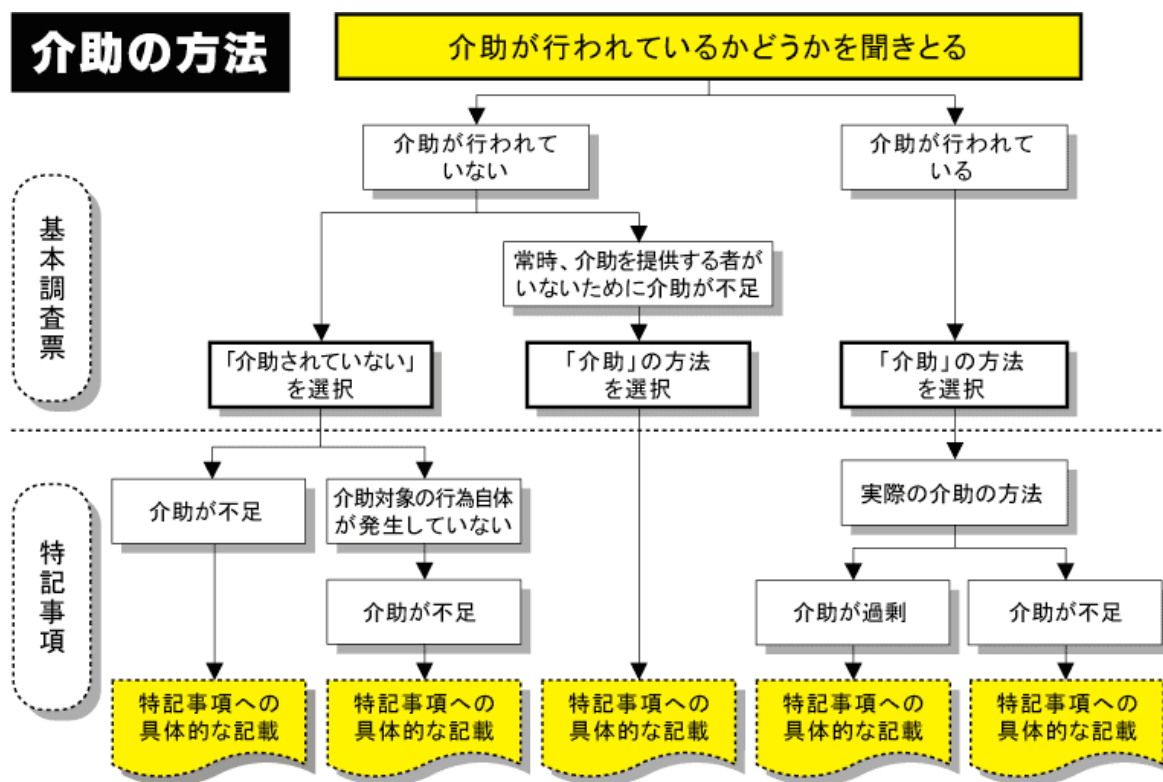 介助の方法
介助が行われているかどうかを聞きとる
介助が行われて
いない
介助が行われて
いる
基本調査票
常時、介助を提供する者が
いないために介助が不足
「介助されていない」
を選択
「介助」の方法
を選択
「介助」の方法
を選択
特記事項
介助が不足
介助対象の行為自体
が発生していない
実際の介助の方法
介助が不足
介助が過剰
介助が不足
特記事項への
具体的な記載
特記事項への
具体的な記載
特記事項への
具体的な記載
特記事項への
具体的な記載
特記事項への
具体的な記載